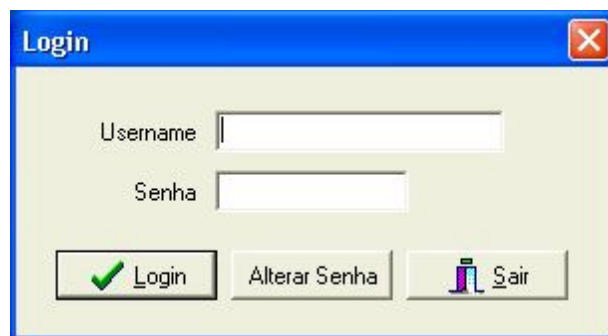 Login
Username
Senha
Login Alterar Senha Sair